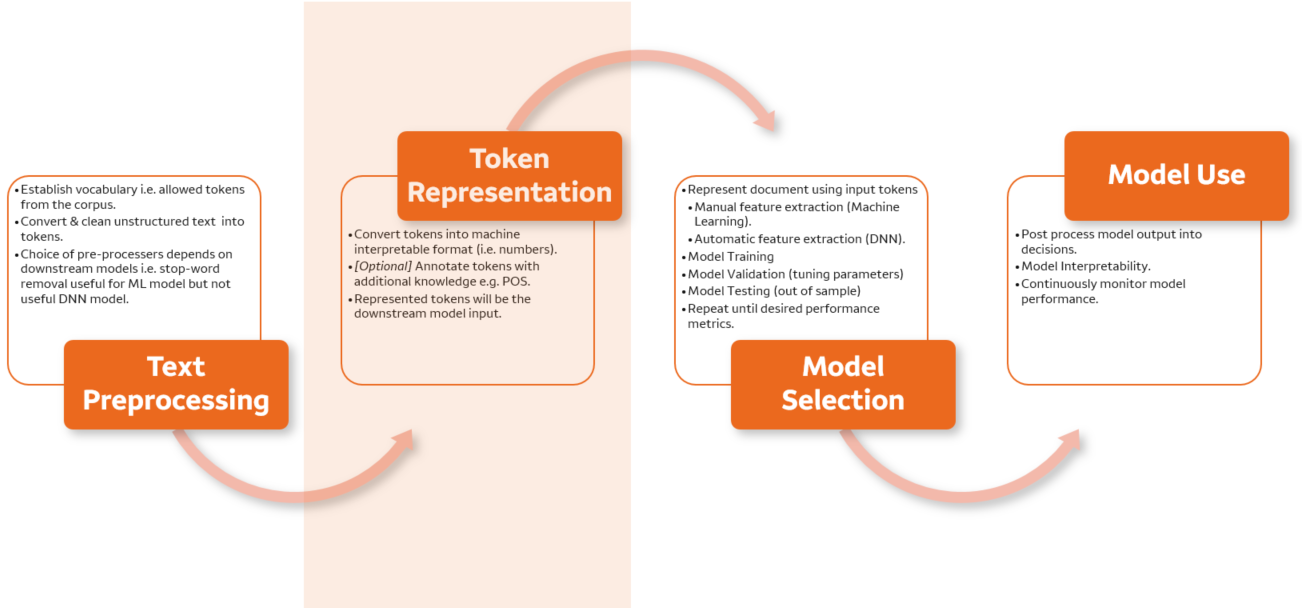 •Establish vocabulary i.e. allowed tokens
from the corpus.
•Convert & clean unstructured text into
tokens.
•Choice of pre-processers depends on
downstream models i.e. stop-word
removal useful for ML model but not
useful DNN model.
Text
Preprocessing
Token
Representation
•Convert tokens into machine
interpretable format (i.e. numbers).
•[Optional] Annotate tokens with
additional knowledge e.g. POS.
•Represented tokens will be the
downstream model input.
•Represent document using input tokens
•Manual feature extraction (Machine
Learning).
•Automatic feature extraction (DNN).
•Model Training
•Model Validation (tuning parameters)
•Model Testing (out of sample)
•Repeat until desired performance
metrics.
Model
Selection
Model Use
•Post process model output into
decisions.
•Model Interpretability.
•Continuously monitor model
performance.